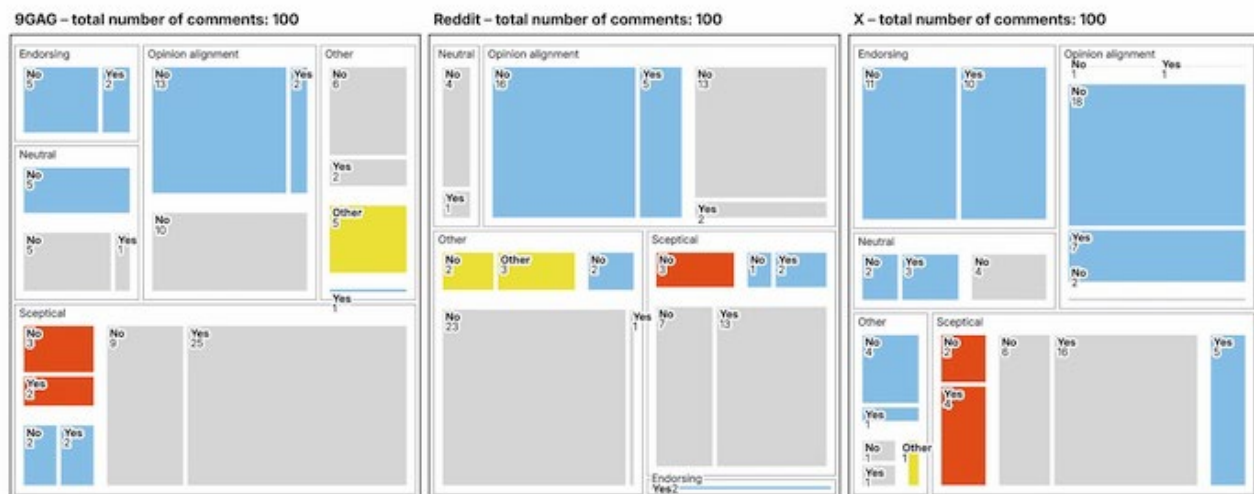 9GAG – total number of comments: 100
Endorsing
No
5
Yes
2
Opinion alignment
No
13
Yes
2
No
10
Other
No
6
Yes
2
Other
5
Yes
1
Neutral
No
5
No
5
Yes
1
Sceptical
No
3
Yes
2
No
2
Yes
2
No
9
Yes
25
Reddit – total number of comments: 100
Neutral
No
4
Yes
1
Opinion alignment
No
16
Yes
5
No
13
Yes
2
Other
No
2
Other
3
No
2
No
23
Yes
1
Sceptical
No
3
No
1
Yes
2
No
7
Yes
13
Endorsing
Yes2
X – total number of comments: 100
Endorsing
No
11
Yes
10
Opinion alignment
No
1
Yes
1
No
18
Yes
7
No
2
Neutral
No
2
Yes
3
No
4
Other
No
4
Yes
1
No
1
Yes
1
Other
1
Sceptical
No
2
Yes
4
No
6
Yes
16
Yes
5